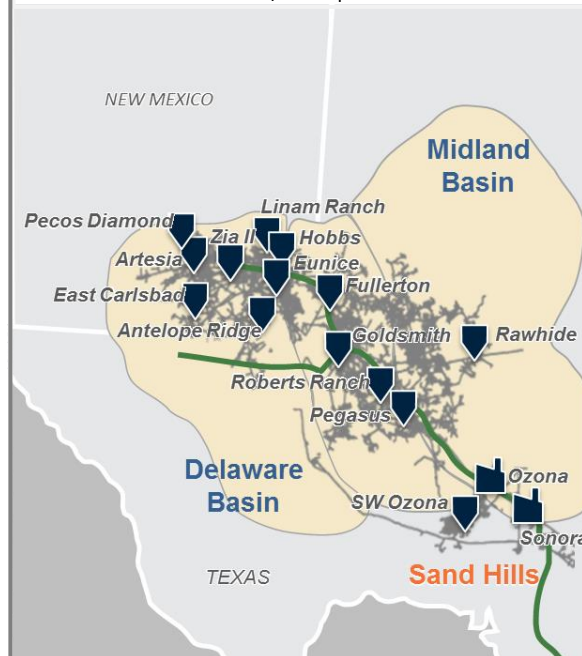 NEW MEXICO
Midland
Basin
Linam Ranch
Pecos Diamond
Zia II
Hobbs
Artesia
Eunice
East Carlsbad
Fullerton
Antelope Ridge
Goldsmith
Rawhide
Roberts Ranch
Pegasus
Delaware
Basin
Ozona
SW Ozona
Sonora
TEXAS
Sand Hills